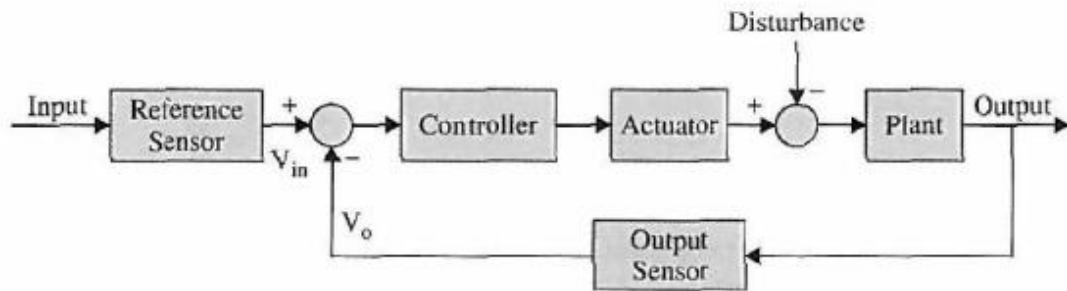 Disturbance
Input
Reference
Sensor
+
V_in
−
Controller
Actuator
+
−
Plant
Output
V_o
Output
Sensor